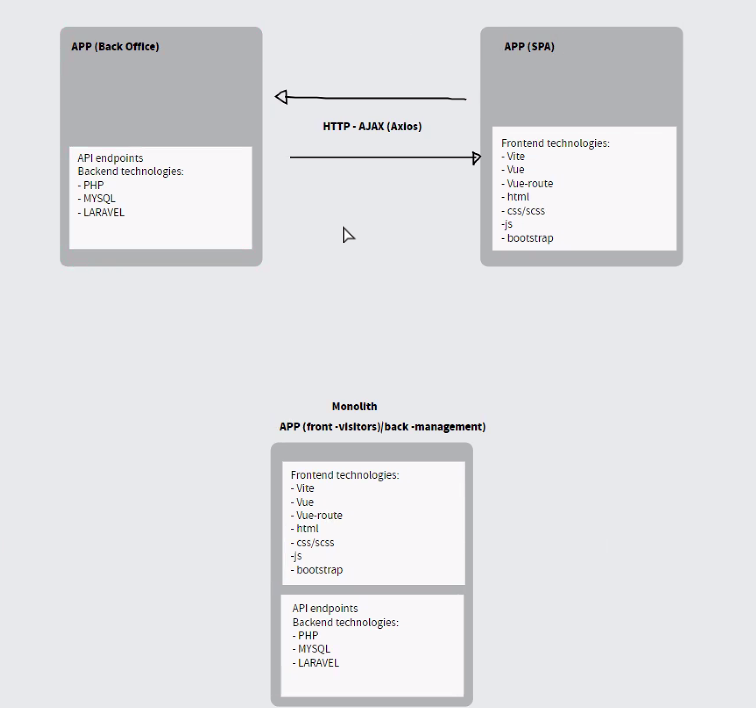 APP (Back Office)
API endpoints
Backend technologies:
- PHP
- MYSQL
- LARAVEL
HTTP - AJAX (Axios)
APP (SPA)
Frontend technologies:
- Vite
- Vue
- Vue-route
- html
- css/scss
-js
- bootstrap
Monolith
APP (front -visitors)/back -management)
Frontend technologies:
- Vite
- Vue
- Vue-route
- html
- css/scss
-js
- bootstrap
API endpoints
Backend technologies:
- PHP
- MYSQL
- LARAVEL